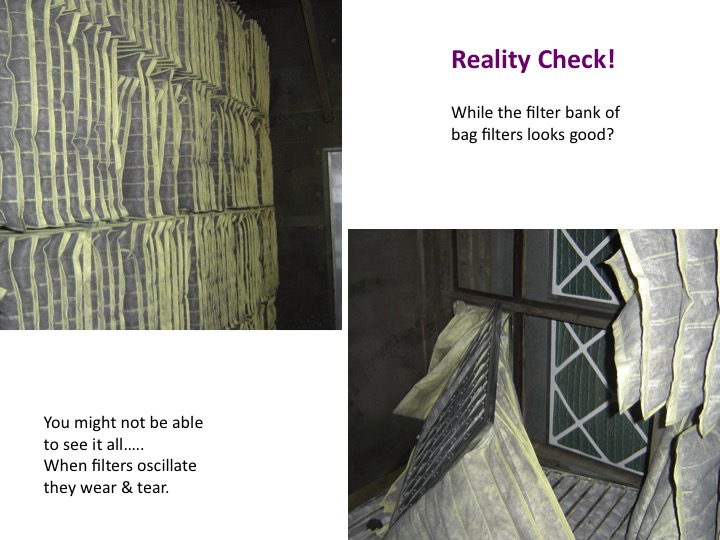 Reality Check!
While the filter bank of
bag filters looks good?
You might not be able
to see it all…..
When filters oscillate
they wear & tear.